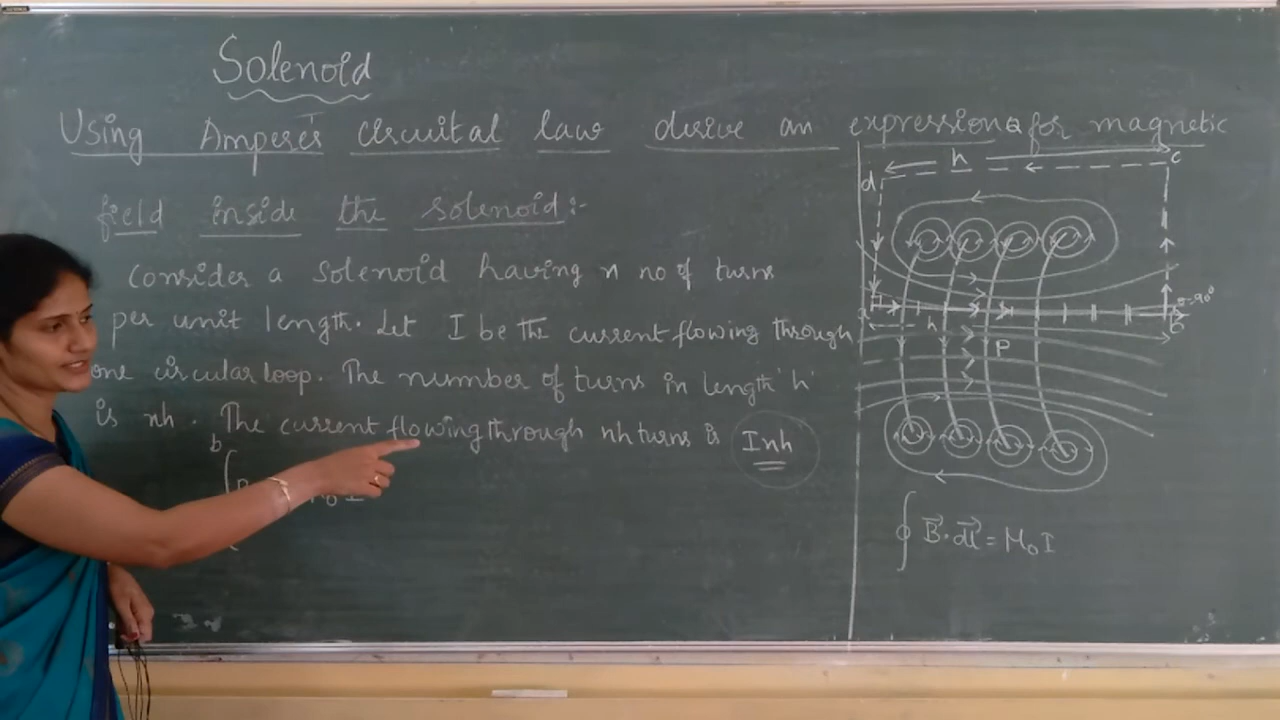 Solenoid
Using Ampere's circuital law derive an expression for magnetic
field inside the solenoid:-
Consider a solenoid having n no of turns
per unit length. Let I be the current flowing through
one circular loop. The number of turns in length 'h'
is nh. The current flowing through nh turns is Inh
b
h
c
d
a
h
P
b
∮ B⃗·dl⃗ = μ₀I